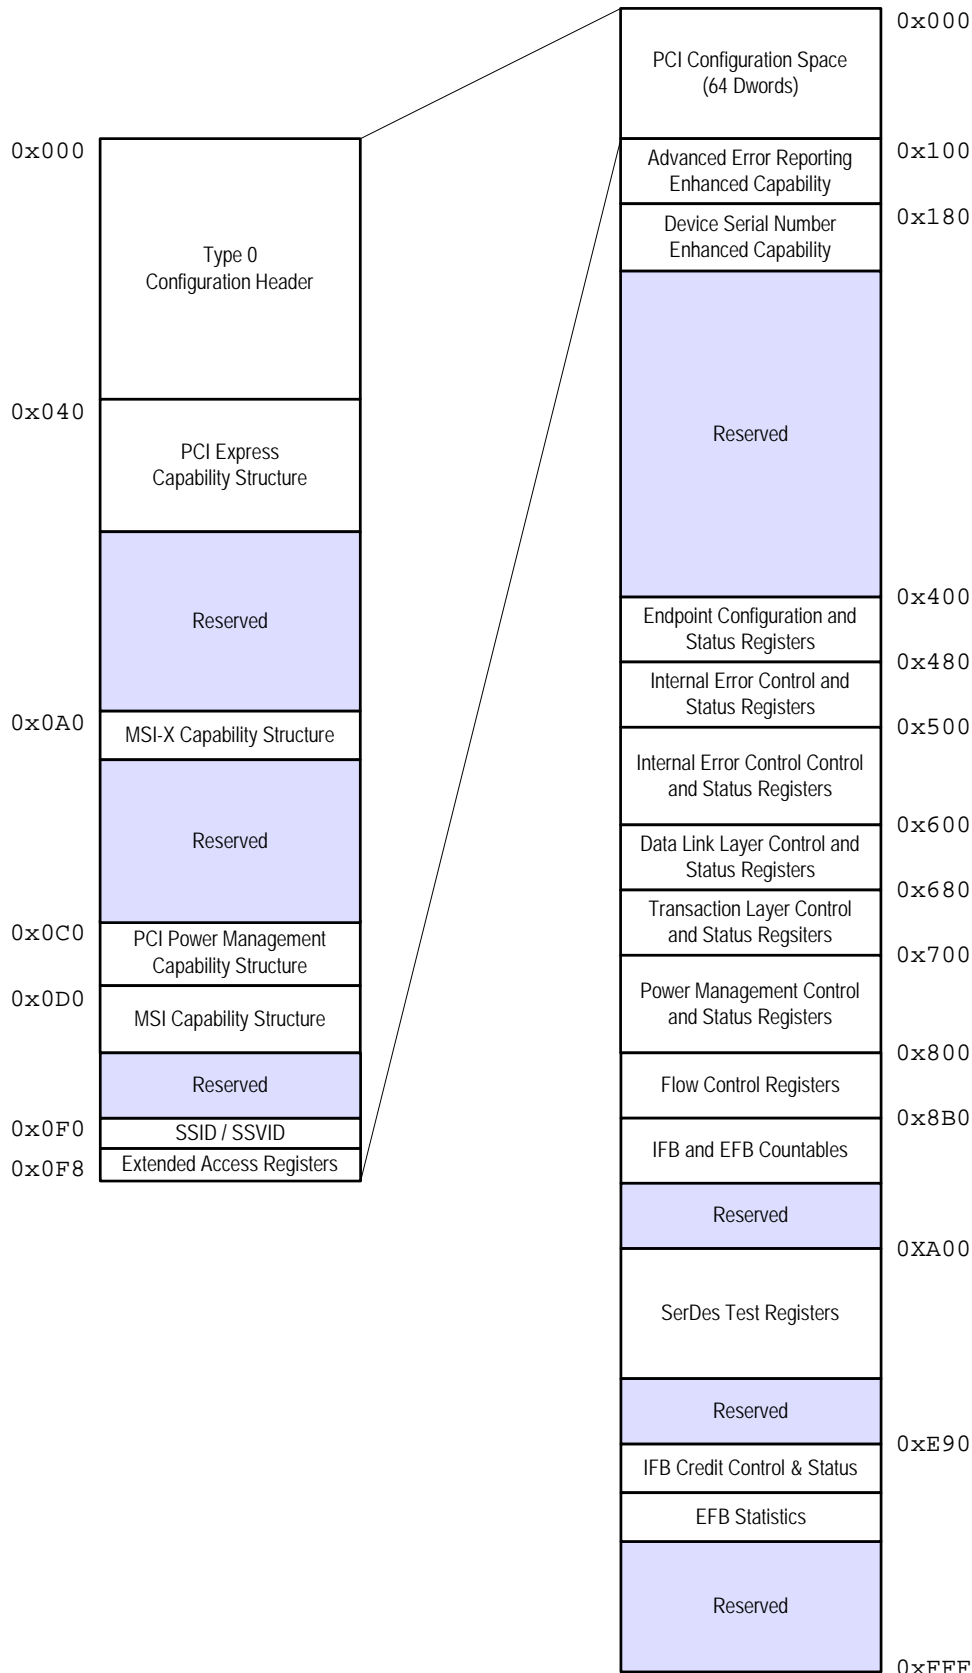 0x000
Type 0
Configuration Header
0x040
PCI Express
Capability Structure
Reserved
0x0A0
MSI-X Capability Structure
Reserved
0x0C0
PCI Power Management
Capability Structure
0x0D0
MSI Capability Structure
Reserved
0x0F0
SSID / SSVID
0x0F8
Extended Access Registers
0x000
PCI Configuration Space
(64 Dwords)
0x100
Advanced Error Reporting
Enhanced Capability
0x180
Device Serial Number
Enhanced Capability
Reserved
0x400
Endpoint Configuration and
Status Registers
0x480
Internal Error Control and
Status Registers
0x500
Internal Error Control Control
and Status Registers
0x600
Data Link Layer Control and
Status Registers
0x680
Transaction Layer Control
and Status Regsiters
0x700
Power Management Control
and Status Registers
0x800
Flow Control Registers
0x8B0
IFB and EFB Countables
Reserved
0XA00
SerDes Test Registers
Reserved
0xE90
IFB Credit Control & Status
EFB Statistics
Reserved
0xFFF